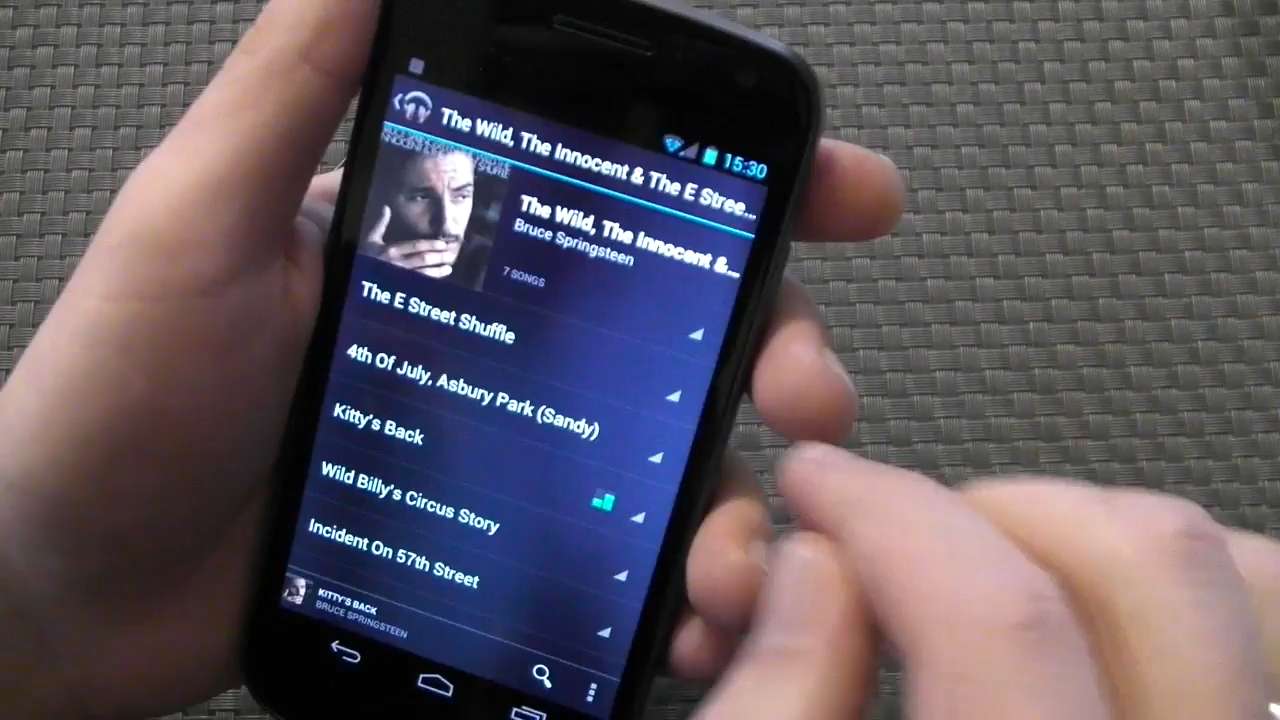 15:30
The Wild, The Innocent & The E Stree...
The Wild, The Innocent &...
Bruce Springsteen
7 SONGS
The E Street Shuffle
4th Of July, Asbury Park (Sandy)
Kitty's Back
Wild Billy's Circus Story
Incident On 57th Street
KITTY'S BACK
BRUCE SPRINGSTEEN